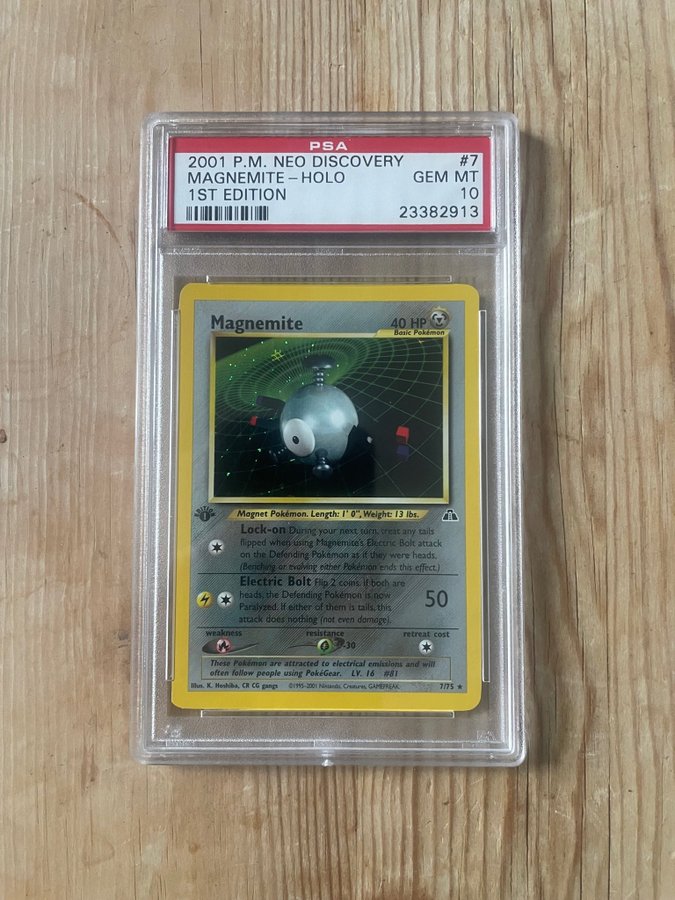 PSA
2001 P.M. NEO DISCOVERY #7
MAGNEMITE - HOLO GEM MT
1ST EDITION 10
23382913
Magnemite 40 HP
Basic Pokémon
EDITION
1
Magnet Pokémon. Length: 1' 0", Weight: 13 lbs.
Lock-on During your next turn, treat any tails
flipped when using Magnemite's Electric Bolt attack
on the Defending Pokémon as if they were heads.
(Benching or evolving either Pokémon ends this effect.)
Electric Bolt Flip 2 coins. If both are
heads, the Defending Pokémon is now
Paralyzed. If either of them is tails, this
attack does nothing (not even damage).
50
weakness resistance retreat cost
-30
These Pokémon are attracted to electrical emissions and will
often follow people using PokéGear. LV. 16 #81
Illus. K. Hoshiba, CR CG gangs ©1995-2001 Nintendo, Creatures, GAMEFREAK. 7/75 ★